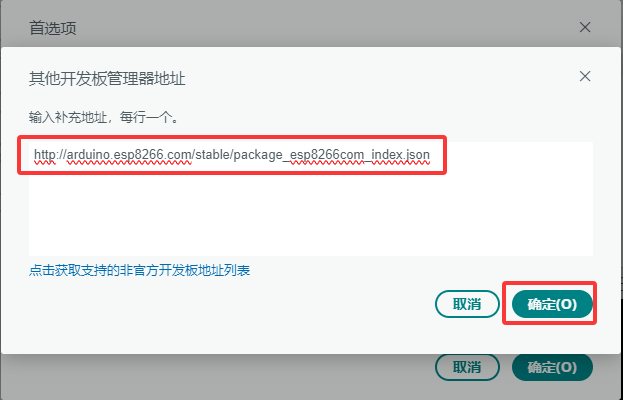 首选项
其他开发板管理器地址
输入补充地址，每行一个。
http://arduino.esp8266.com/stable/package_esp8266com_index.json
点击获取支持的非官方开发板地址列表
取消
确定(O)
取消
确定(O)